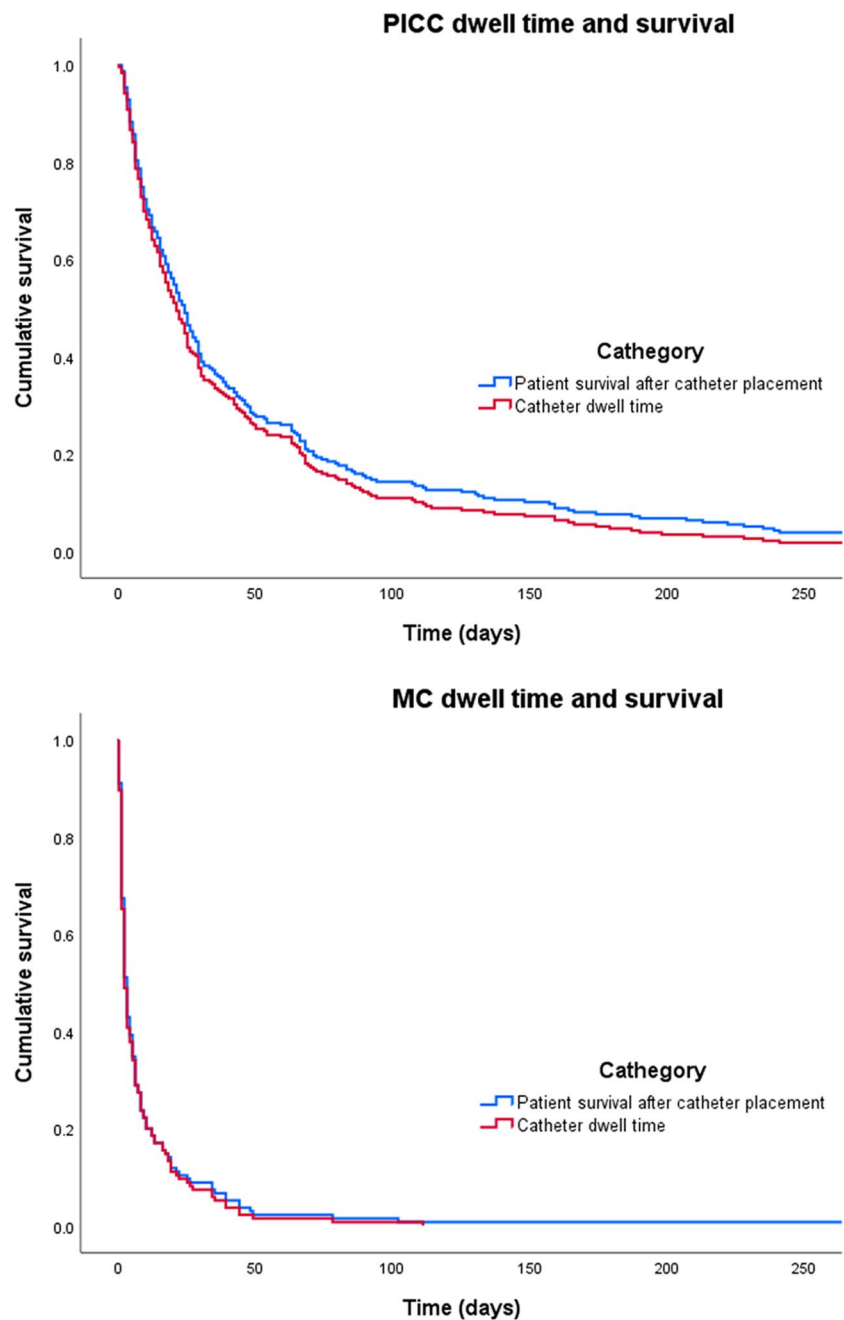 PICC dwell time and survival
1.0
0.8
0.6
0.4
0.2
0.0
Cumulative survival
Cathegory
Patient survival after catheter placement
Catheter dwell time
0 50 100 150 200 250
Time (days)
MC dwell time and survival
1.0
0.8
0.6
0.4
0.2
0.0
Cumulative survival
Cathegory
Patient survival after catheter placement
Catheter dwell time
0 50 100 150 200 250
Time (days)